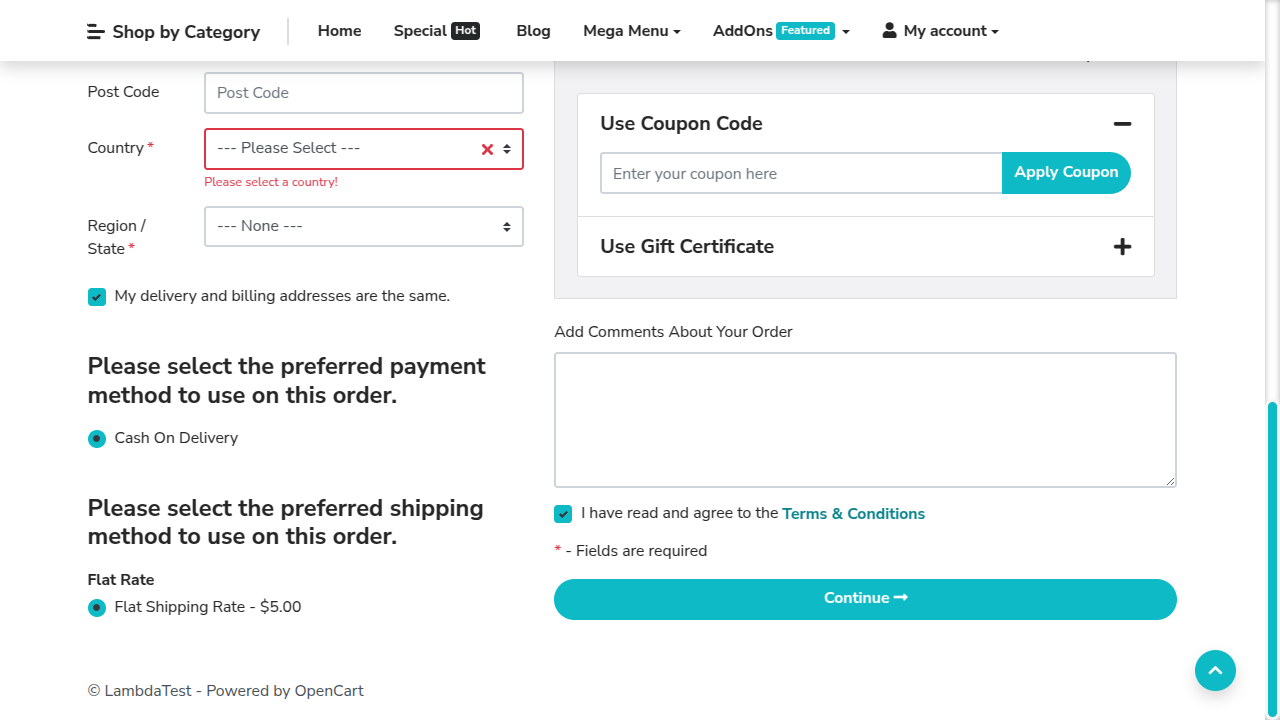 Shop by Category
Home
Special Hot
Blog
Mega Menu
AddOns Featured
My account
Post Code
Post Code
Country *
--- Please Select ---
Please select a country!
Region /
State *
--- None ---
My delivery and billing addresses are the same.
Please select the preferred payment
method to use on this order.
Cash On Delivery
Please select the preferred shipping
method to use on this order.
Flat Rate
Flat Shipping Rate - $5.00
Use Coupon Code
Enter your coupon here
Apply Coupon
Use Gift Certificate
Add Comments About Your Order
I have read and agree to the Terms & Conditions
* - Fields are required
Continue
© LambdaTest - Powered by OpenCart